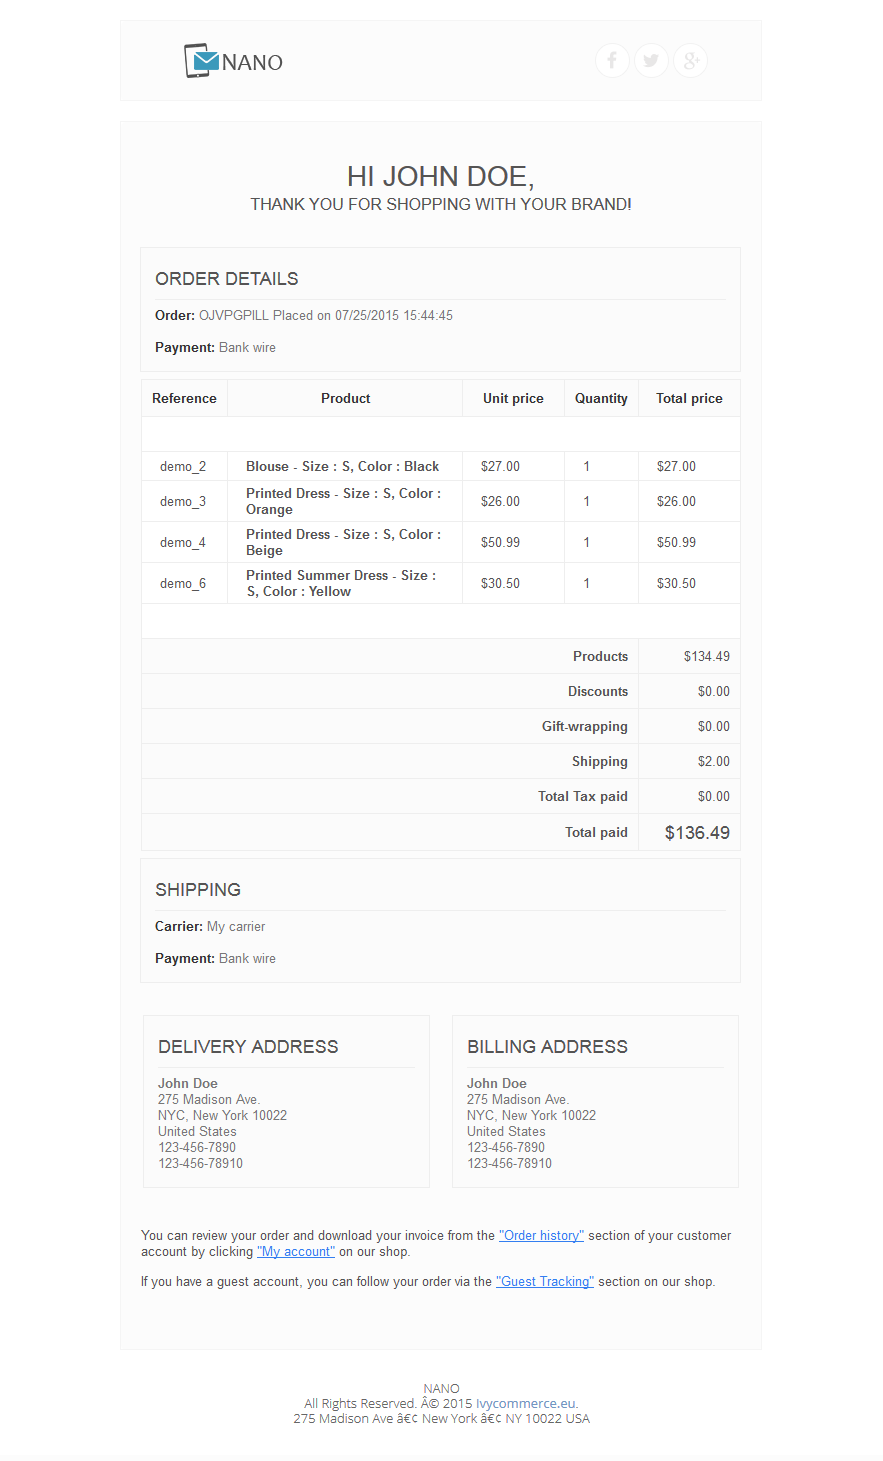 NANO
HI JOHN DOE,
THANK YOU FOR SHOPPING WITH YOUR BRAND!
ORDER DETAILS
Order: OJVPGPILL Placed on 07/25/2015 15:44:45
Payment: Bank wire
Reference Product Unit price Quantity Total price
demo_2 Blouse - Size : S, Color : Black $27.00 1 $27.00
demo_3 Printed Dress - Size : S, Color : Orange $26.00 1 $26.00
demo_4 Printed Dress - Size : S, Color : Beige $50.99 1 $50.99
demo_6 Printed Summer Dress - Size : S, Color : Yellow $30.50 1 $30.50
Products $134.49
Discounts $0.00
Gift-wrapping $0.00
Shipping $2.00
Total Tax paid $0.00
Total paid $136.49
SHIPPING
Carrier: My carrier
Payment: Bank wire
DELIVERY ADDRESS
John Doe
275 Madison Ave.
NYC, New York 10022
United States
123-456-7890
123-456-78910
BILLING ADDRESS
John Doe
275 Madison Ave.
NYC, New York 10022
United States
123-456-7890
123-456-78910
You can review your order and download your invoice from the "Order history" section of your customer
account by clicking "My account" on our shop.
If you have a guest account, you can follow your order via the "Guest Tracking" section on our shop.
NANO
All Rights Reserved. Â© 2015 Ivycommerce.eu.
275 Madison Ave â€¢ New York â€¢ NY 10022 USA